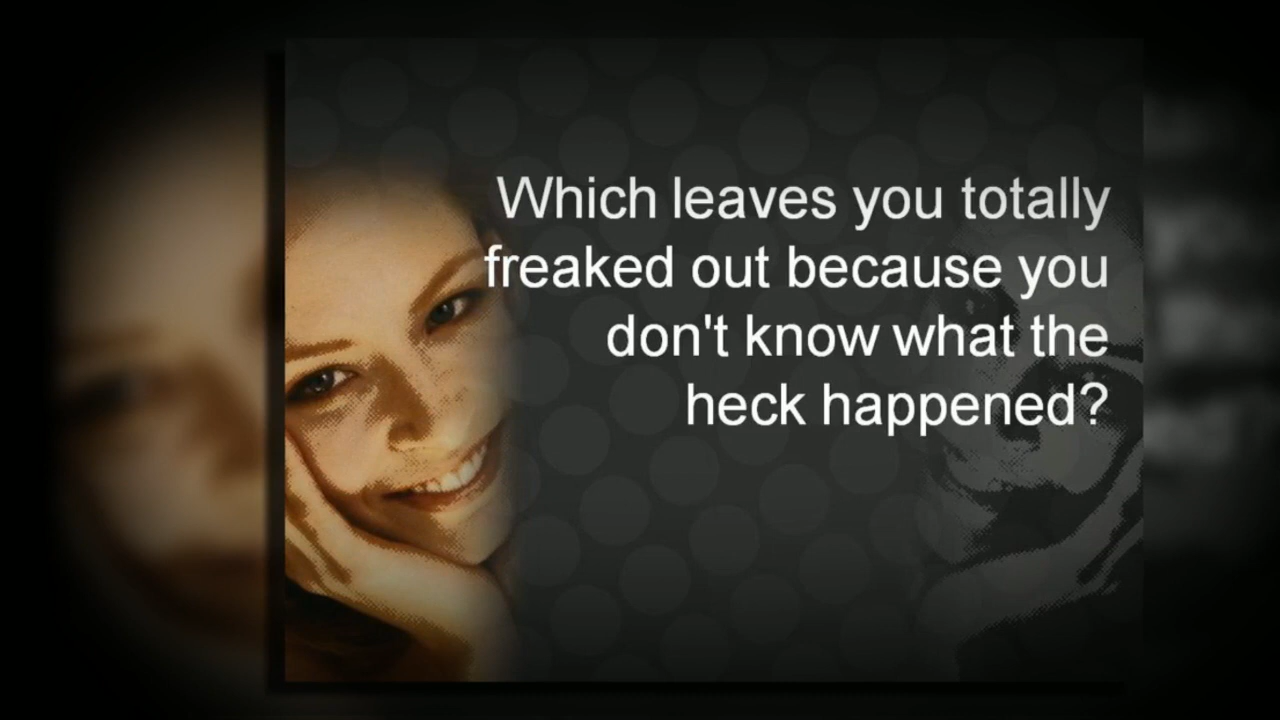 Which leaves you totally
freaked out because you
don't know what the
heck happened?